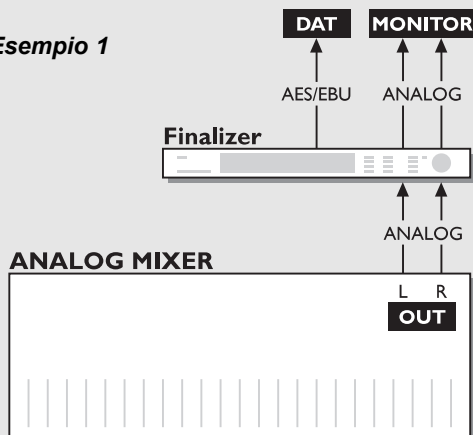 Esempio 1
DAT MONITOR
AES/EBU ANALOG
Finalizer
ANALOG
ANALOG MIXER
L R
OUT